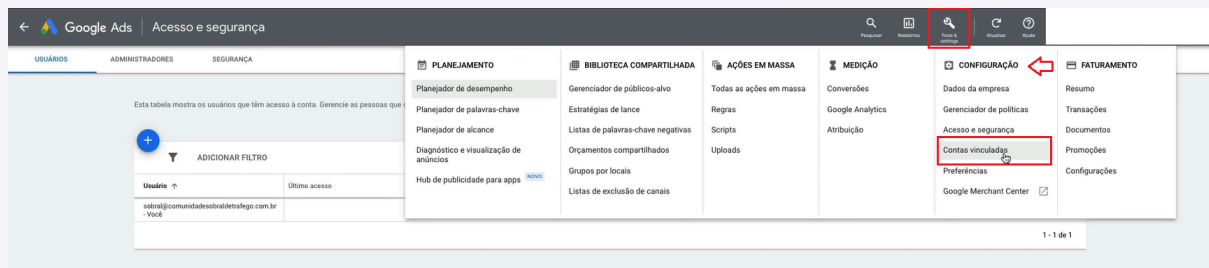 Google Ads | Acesso e segurança
Pesquisar
Relatórios
Tools &
settings
Atualizar
Ajuda
USUÁRIOS
ADMINISTRADORES
SEGURANÇA
Esta tabela mostra os usuários que têm acesso à conta. Gerencie as pessoas que
ADICIONAR FILTRO
Usuário
Último acesso
sobral@comunidadesobraldetrafego.com.br
- Você
PLANEJAMENTO
Planejador de desempenho
Planejador de palavras-chave
Planejador de alcance
Diagnóstico e visualização de
anúncios
Hub de publicidade para apps NOVO
BIBLIOTECA COMPARTILHADA
Gerenciador de públicos-alvo
Estratégias de lance
Listas de palavras-chave negativas
Orçamentos compartilhados
Grupos por locais
Listas de exclusão de canais
AÇÕES EM MASSA
Todas as ações em massa
Regras
Scripts
Uploads
MEDIÇÃO
Conversões
Google Analytics
Atribuição
CONFIGURAÇÃO
Dados da empresa
Gerenciador de políticas
Acesso e segurança
Contas vinculadas
Preferências
Google Merchant Center
FATURAMENTO
Resumo
Transações
Documentos
Promoções
Configurações
1 - 1 de 1